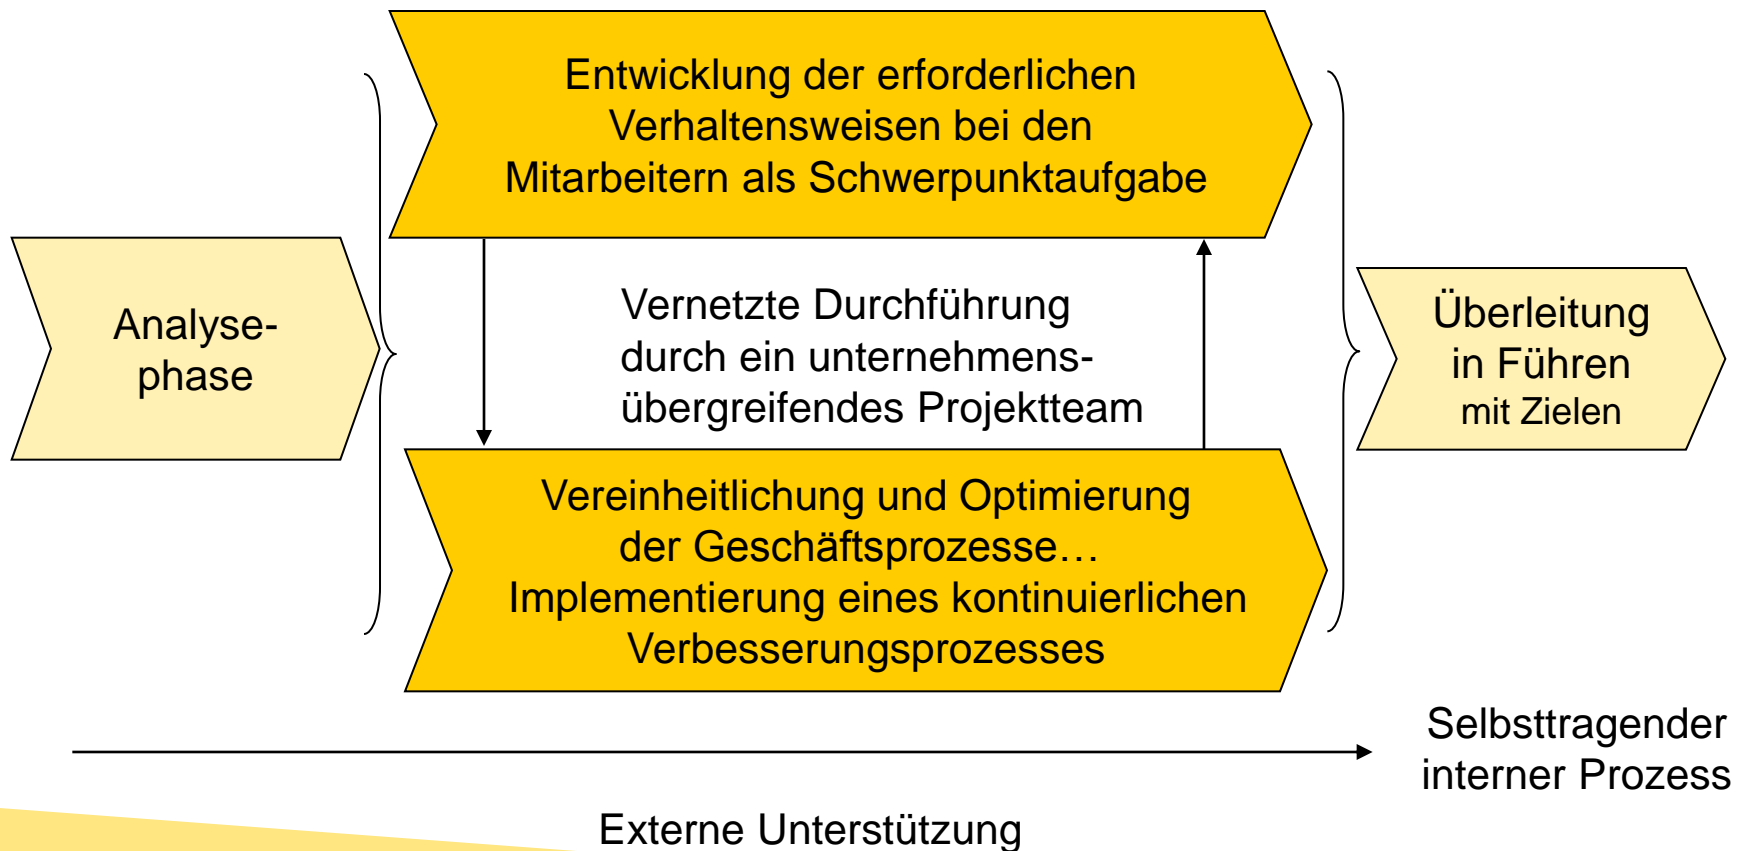 Entwicklung der erforderlichen
Verhaltensweisen bei den
Mitarbeitern als Schwerpunktaufgabe
Analyse-
phase
Vernetzte Durchführung
durch ein unternehmens-
übergreifendes Projektteam
Überleitung
in Führen
mit Zielen
Vereinheitlichung und Optimierung
der Geschäftsprozesse…
Implementierung eines kontinuierlichen
Verbesserungsprozesses
Selbsttragender
interner Prozess
Externe Unterstützung